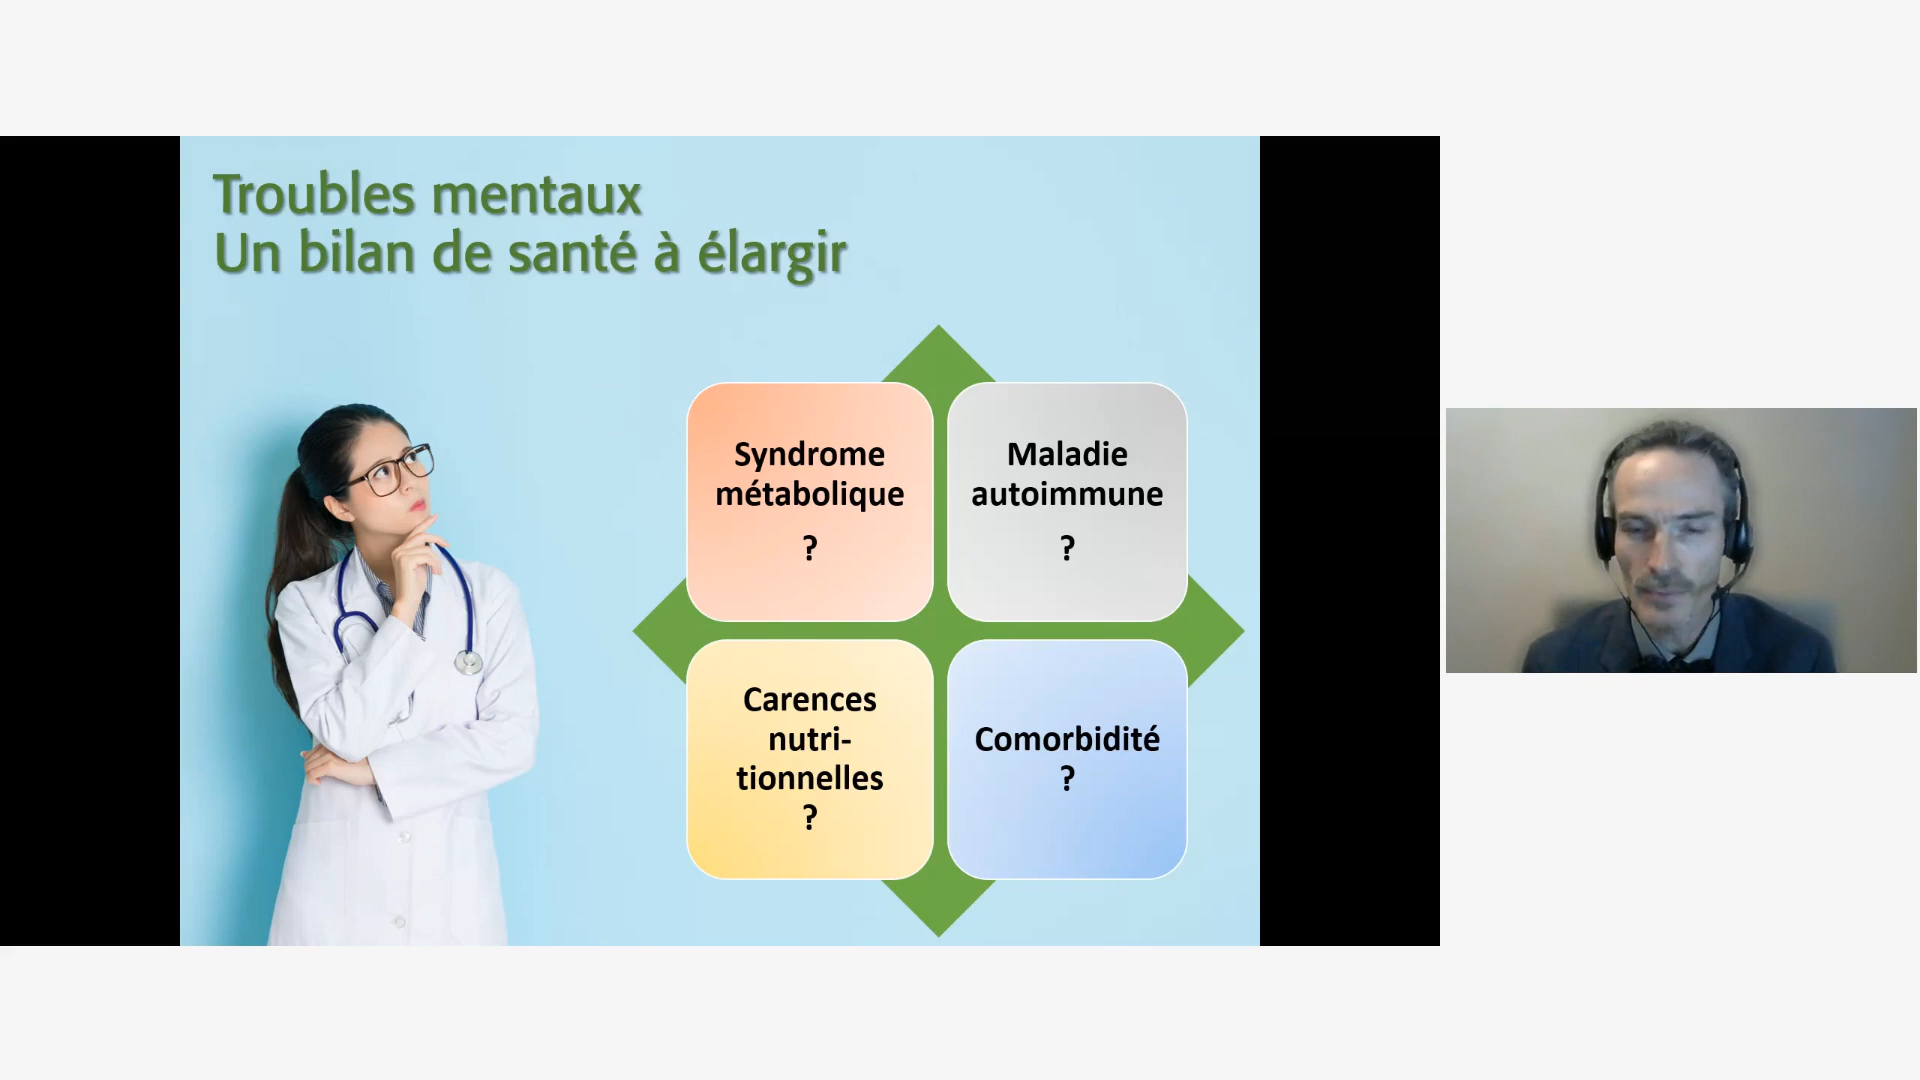 Troubles mentaux
Un bilan de santé à élargir
Syndrome
métabolique
?
Maladie
autoimmune
?
Carences
nutri-
tionnelles
?
Comorbidité
?